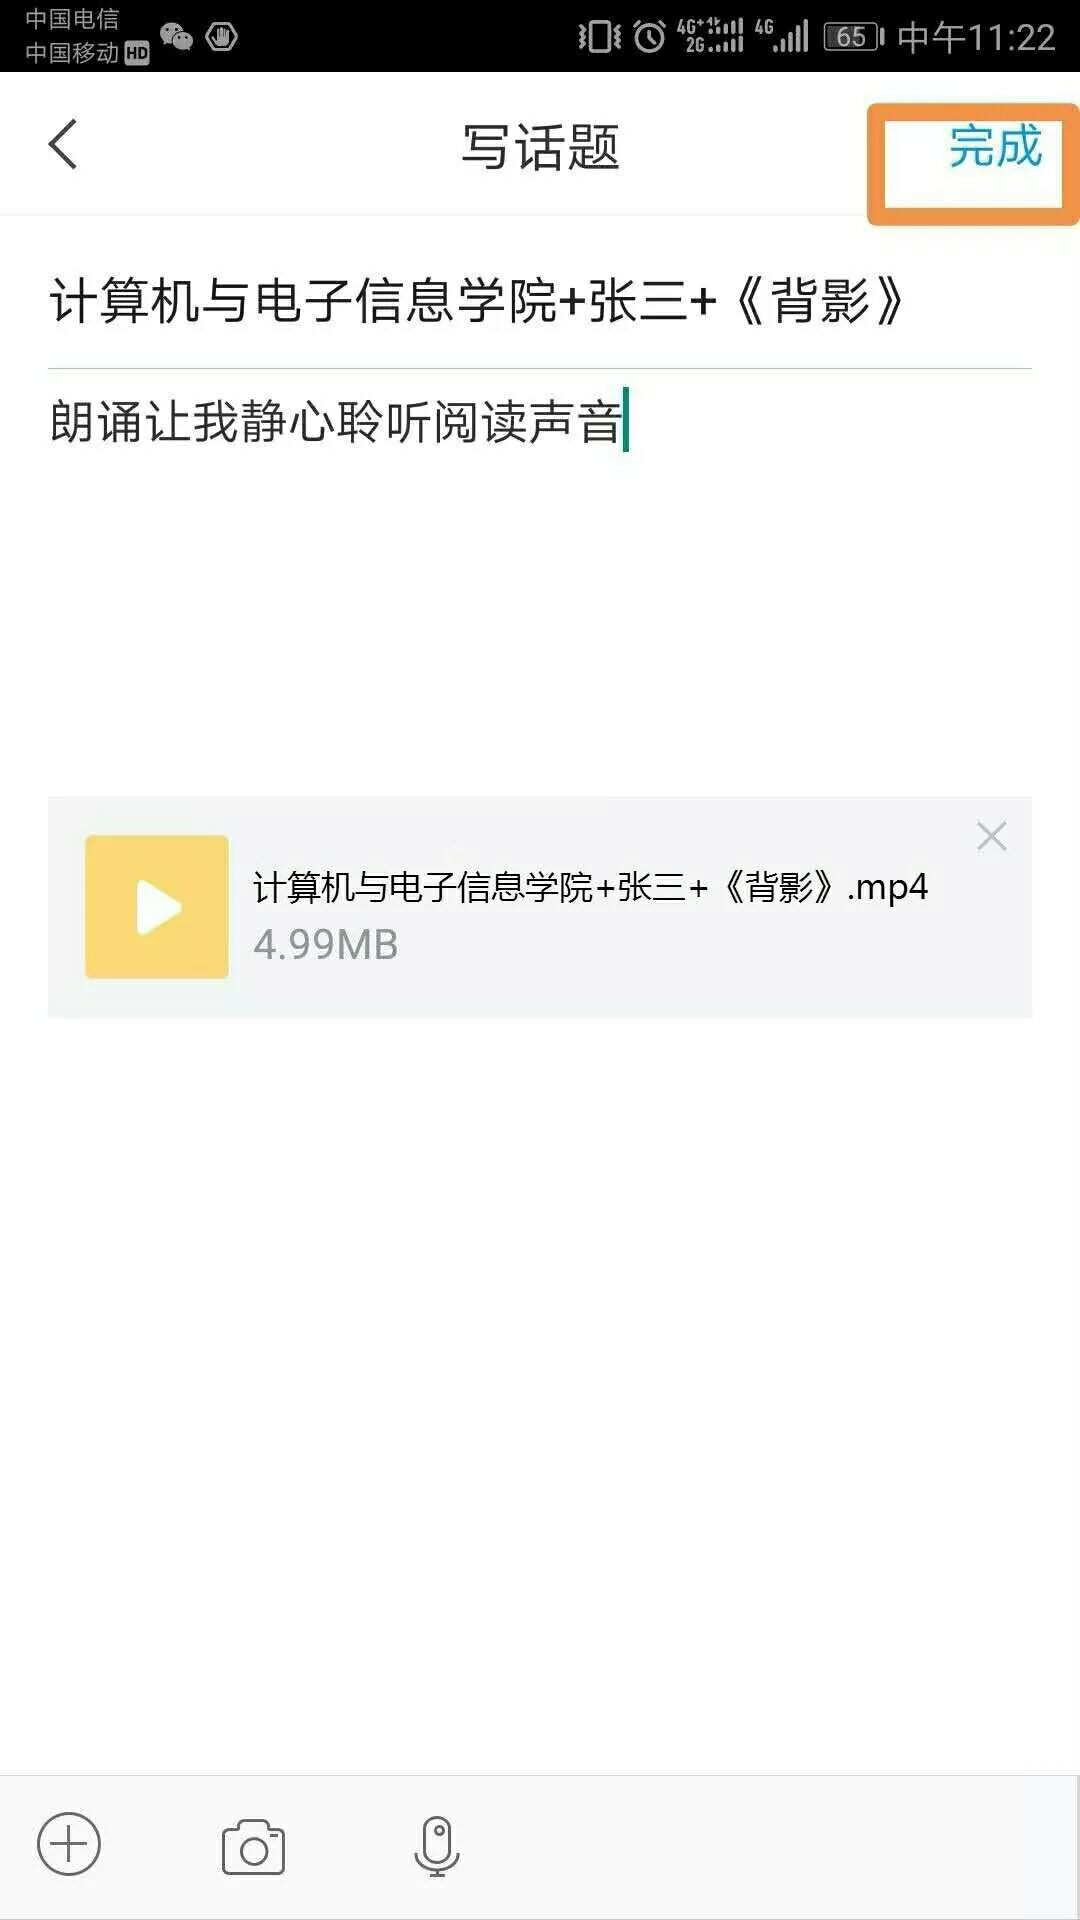 中国电信
中国移动 HD
4G+ 2G 4G 65 中午11:22
写话题
完成
计算机与电子信息学院+张三+《背影》
朗诵让我静心聆听阅读声音
计算机与电子信息学院+张三+《背影》.mp4
4.99MB